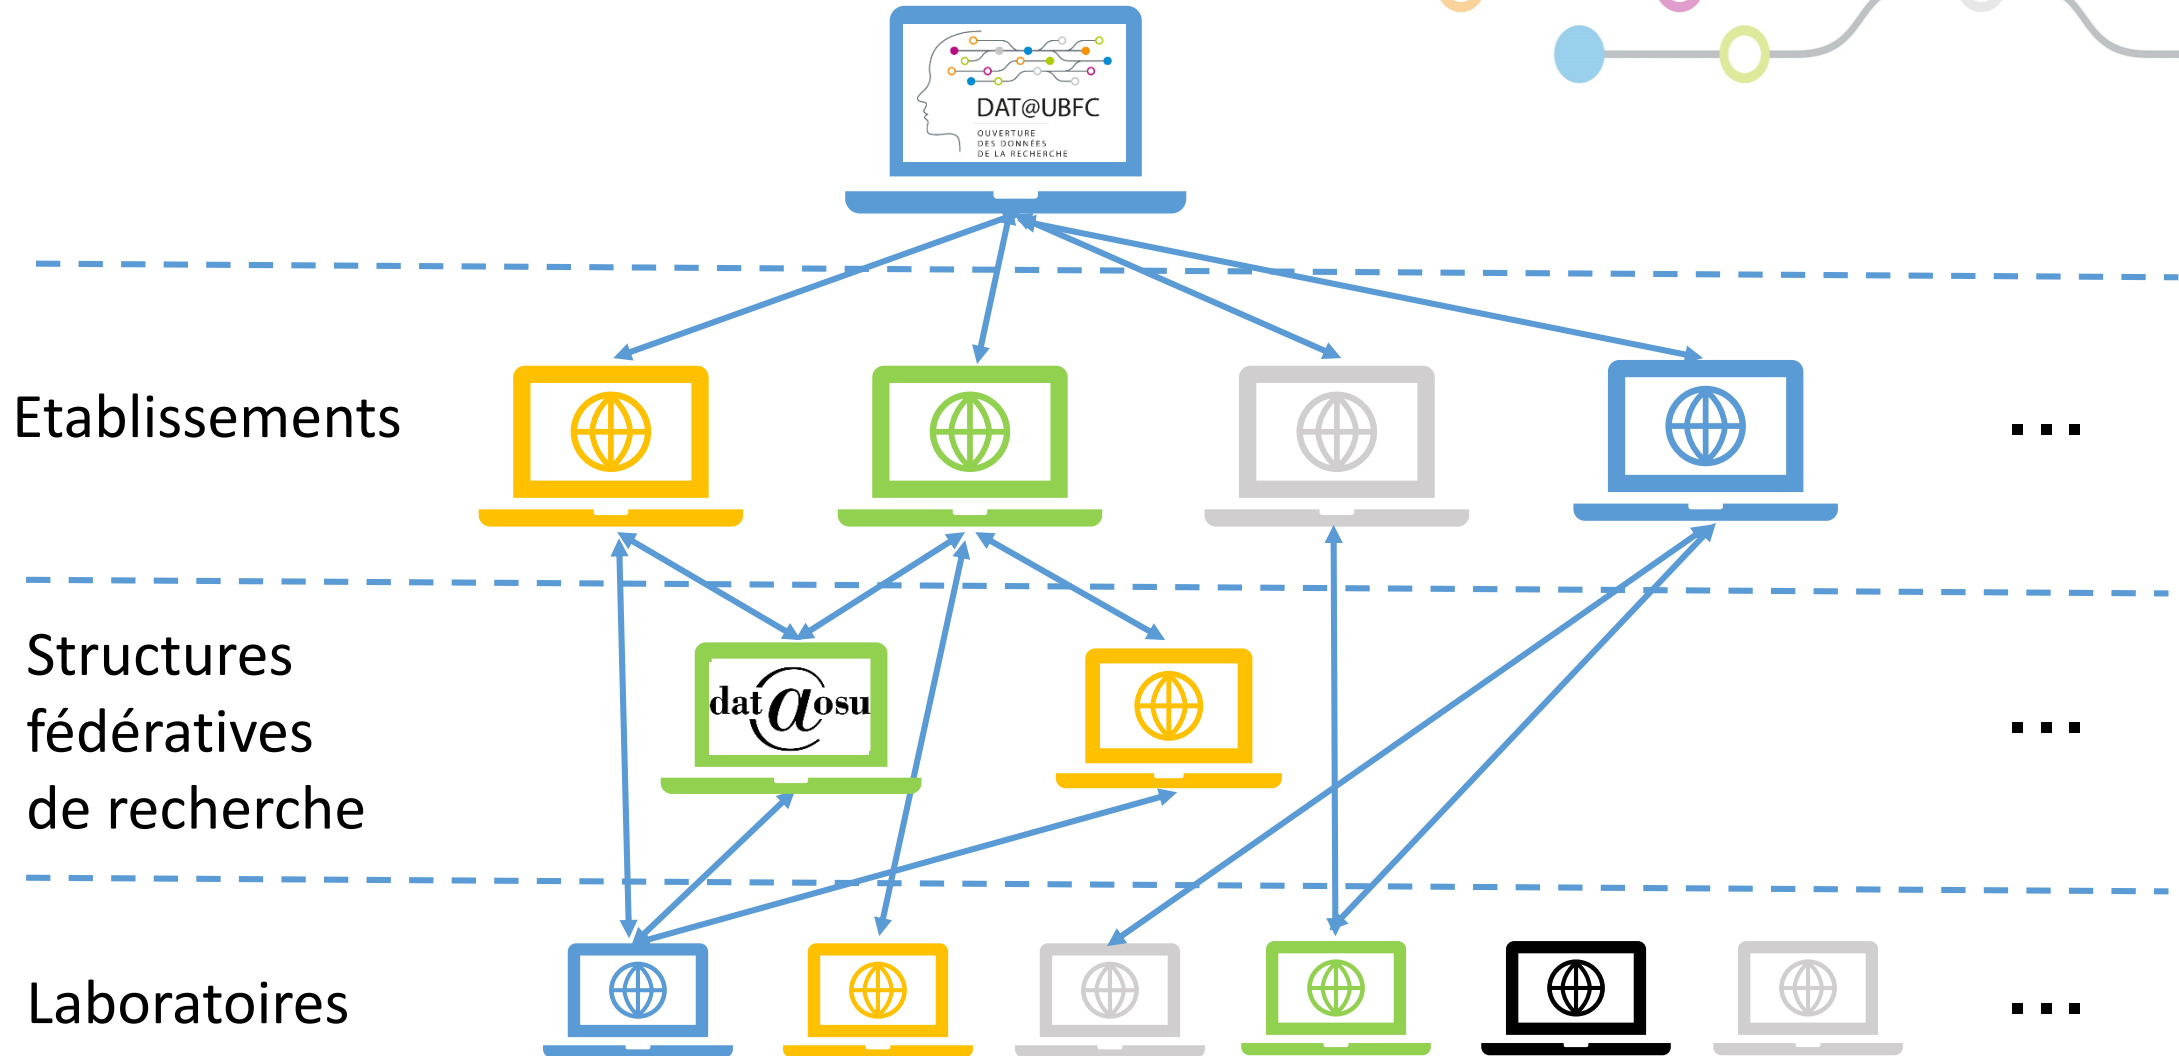 DAT@UBFC
OUVERTURE
DES DONNÉES
DE LA RECHERCHE
Etablissements
...
Structures
fédératives
de recherche
dat@osu
...
Laboratoires
...